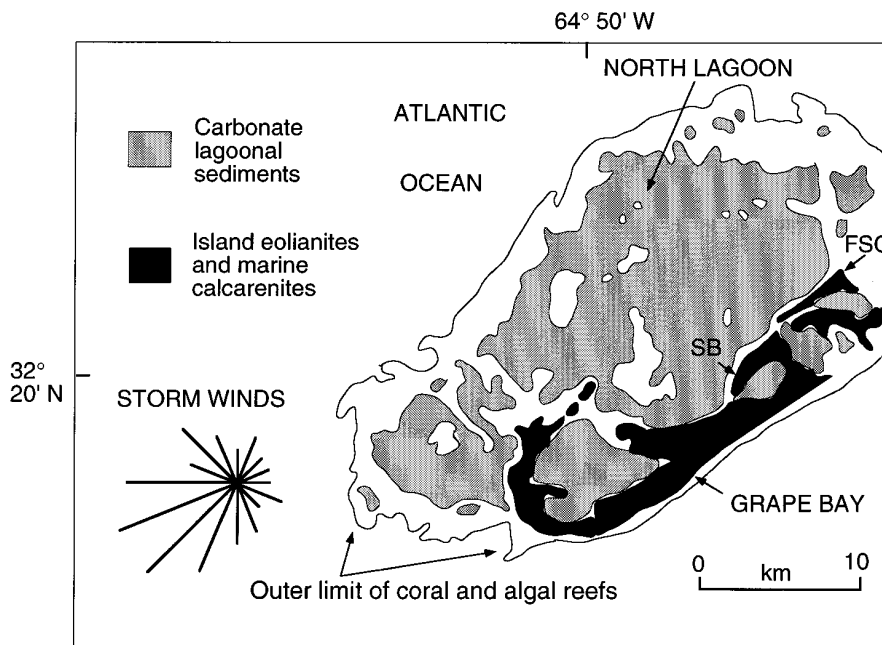 64° 50' W
NORTH LAGOON
ATLANTIC
OCEAN
Carbonate
lagoonal
sediments
Island eolianites
and marine
calcarenites
FSC
SB
32°
20' N
STORM WINDS
GRAPE BAY
Outer limit of coral and algal reefs
0
10
km